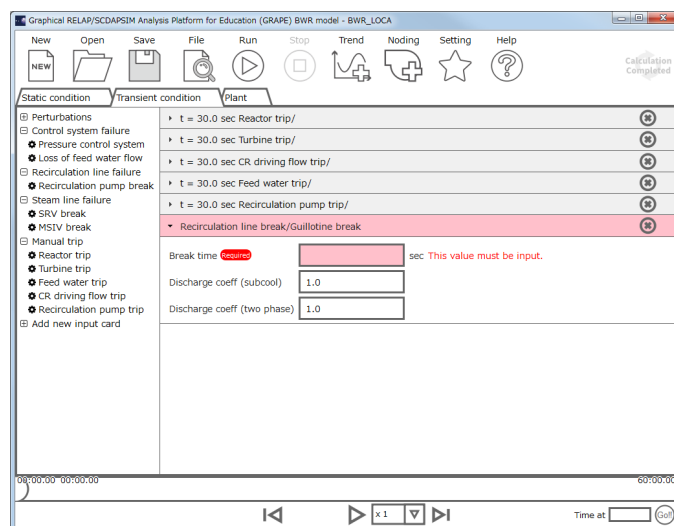 Graphical RELAP/SCDAPSIM Analysis Platform for Education (GRAPE) BWR model - BWR_LOCA
New Open Save File Run Stop Trend Noding Setting Help
NEW
Calculation
Completed
Static condition Transient condition Plant
Perturbations
Control system failure
Pressure control system
Loss of feed water flow
Recirculation line failure
Recirculation pump break
Steam line failure
SRV break
MSIV break
Manual trip
Reactor trip
Turbine trip
Feed water trip
CR driving flow trip
Recirculation pump trip
Add new input card
t = 30.0 sec Reactor trip/
t = 30.0 sec Turbine trip/
t = 30.0 sec CR driving flow trip/
t = 30.0 sec Feed water trip/
t = 30.0 sec Recirculation pump trip/
Recirculation line break/Guillotine break
Break time Required sec This value must be input.
Discharge coeff (subcool) 1.0
Discharge coeff (two phase) 1.0
00:00.00 00:00.00 60:00.00
x 1 Time at Go!!